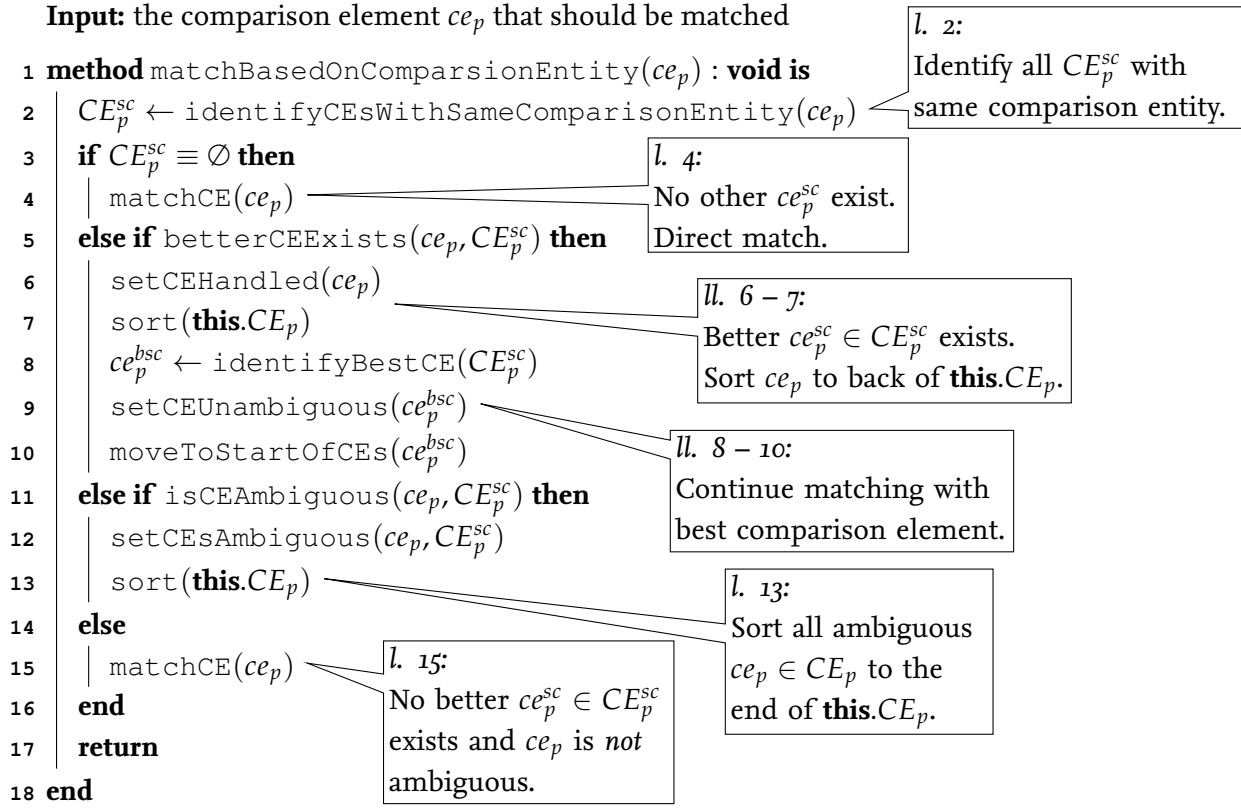 Input: the comparison element ce_p that should be matched
1 method matchBasedOnComparsionEntity(ce_p) : void is
2 CE_p^sc ← identifyCEsWithSameComparisonEntity(ce_p)
l. 2:
Identify all CE_p^sc with
same comparison entity.
3 if CE_p^sc ≡ ∅ then
4 matchCE(ce_p)
l. 4:
No other ce_p^sc exist.
Direct match.
5 else if betterCEExists(ce_p, CE_p^sc) then
6 setCEHandled(ce_p)
7 sort(this.CE_p)
ll. 6 – 7:
Better ce_p^sc ∈ CE_p^sc exists.
Sort ce_p to back of this.CE_p.
8 ce_p^bsc ← identifyBestCE(CE_p^sc)
9 setCEUnambiguous(ce_p^bsc)
10 moveToStartOfCEs(ce_p^bsc)
ll. 8 – 10:
Continue matching with
best comparison element.
11 else if isCEAmbiguous(ce_p, CE_p^sc) then
12 setCEsAmbiguous(ce_p, CE_p^sc)
13 sort(this.CE_p)
l. 13:
Sort all ambiguous
ce_p ∈ CE_p to the
end of this.CE_p.
14 else
15 matchCE(ce_p)
l. 15:
No better ce_p^sc ∈ CE_p^sc
exists and ce_p is not
ambiguous.
16 end
17 return
18 end